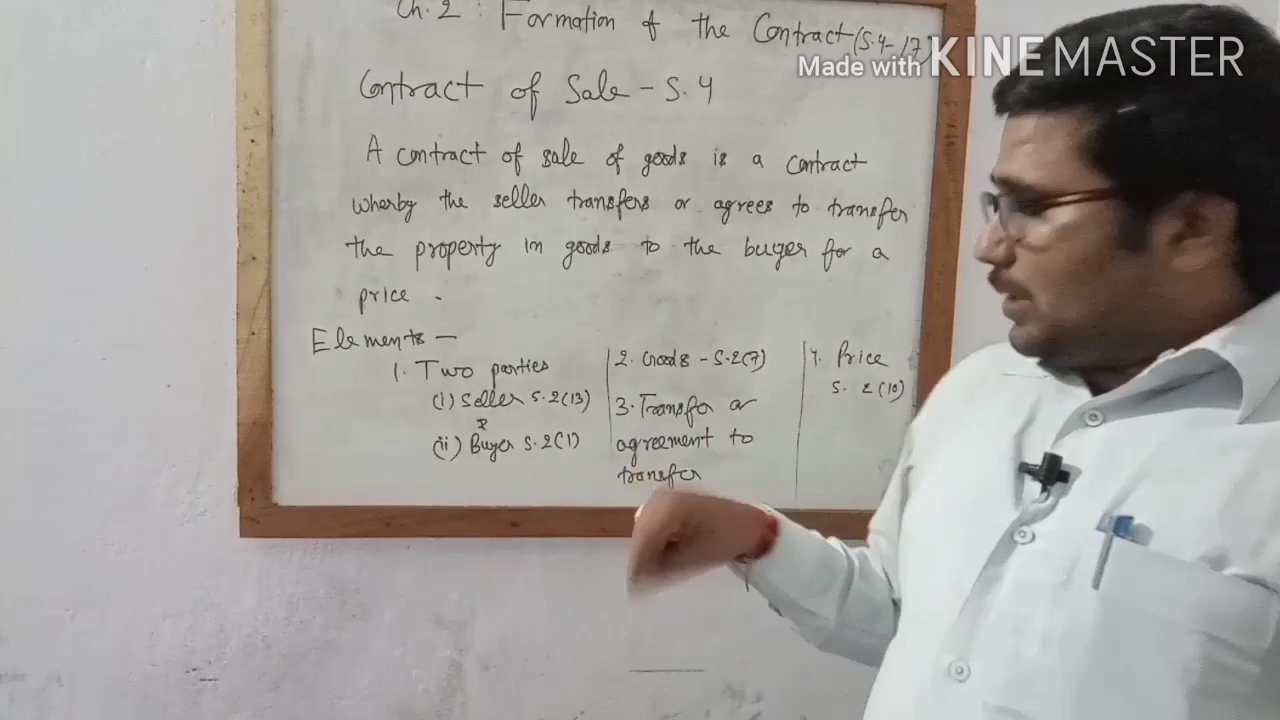 Ch. 2 : Formation of the Contract (S.4-17)
Made with KINEMASTER
Contract of Sale - S. 4
A contract of sale of goods is a contract
wherby the seller transfers or agrees to transfer
the property in goods to the buyer for a
price .
Elements -
1. Two parties
(i) Seller S.2(13)
&
(ii) Buyer S.2(1)
2. Goods - S.2(7)
3. Transfer or
agreement to
transfer
4. Price
S. 2(10)